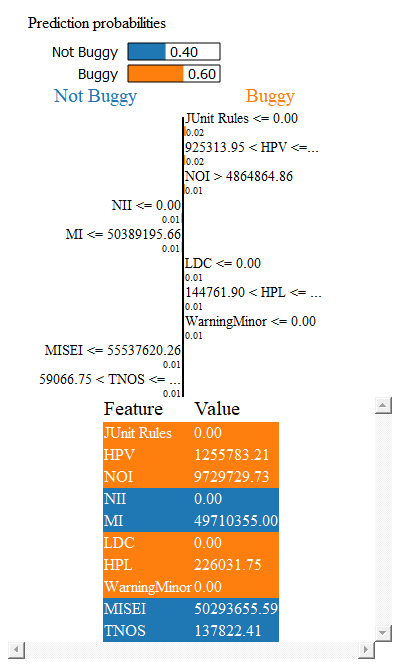 Prediction probabilities
Not Buggy 0.40
Buggy 0.60
Not Buggy Buggy
JUnit Rules <= 0.00
0.02
925313.95 < HPV <=...
0.02
NOI > 4864864.86
0.01
NII <= 0.00
0.01
MI <= 50389195.66
0.01
LDC <= 0.00
0.01
144761.90 < HPL <= ...
0.01
WarningMinor <= 0.00
0.01
MISEI <= 55537620.26
0.01
59066.75 < TNOS <= ...
0.01
Feature Value
JUnit Rules 0.00
HPV 1255783.21
NOI 9729729.73
NII 0.00
MI 49710355.00
LDC 0.00
HPL 226031.75
WarningMinor 0.00
MISEI 50293655.59
TNOS 137822.41